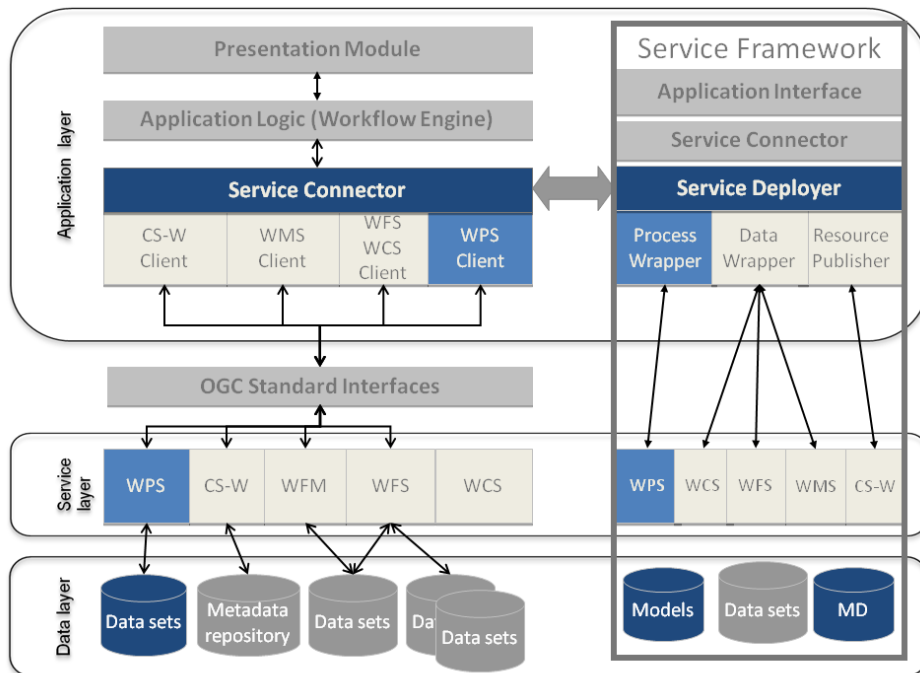 Presentation Module
Application Logic (Workflow Engine)
Service Connector
CS-W
Client
WMS
Client
WFS
WCS
Client
WPS
Client
Application layer
Service Framework
Application Interface
Service Connector
Service Deployer
Process
Wrapper
Data
Wrapper
Resource
Publisher
OGC Standard Interfaces
Service
layer
WPS
CS-W
WFM
WFS
WCS
WPS
WCS
WFS
WMS
CS-W
Data layer
Data sets
Metadata
repository
Data sets
Data
Data sets
Models
Data sets
MD